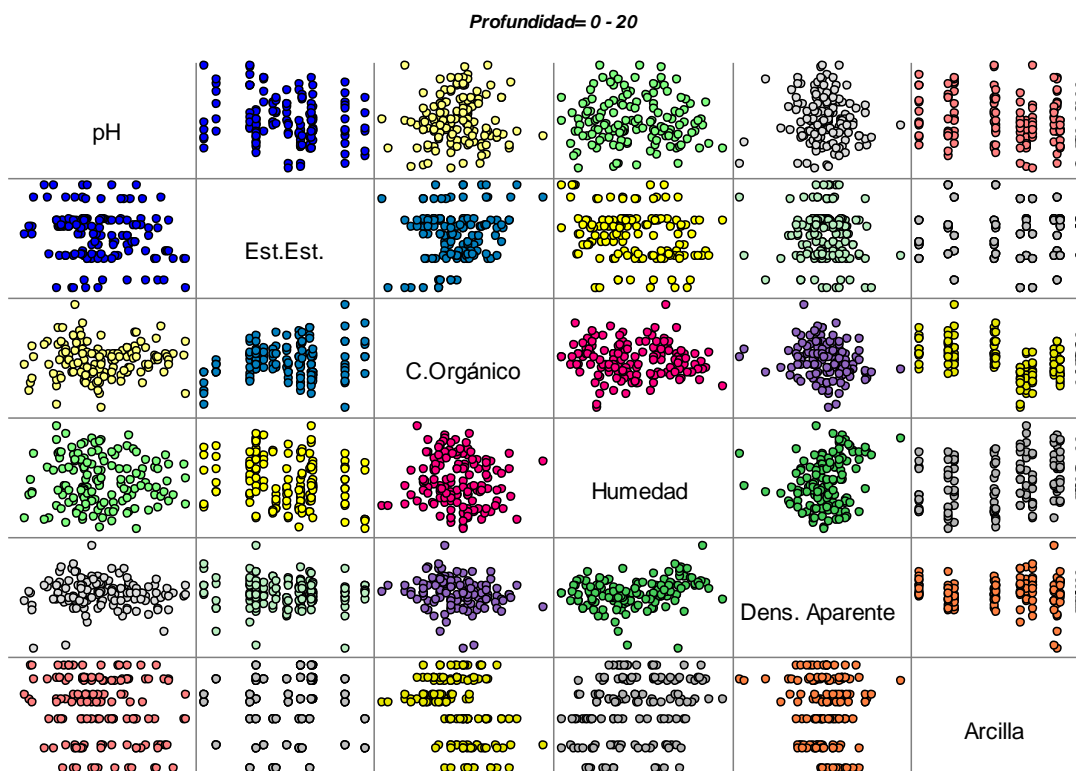 Profundidad= 0 - 20
pH
Est.Est.
C.Orgánico
Humedad
Dens. Aparente
Arcilla